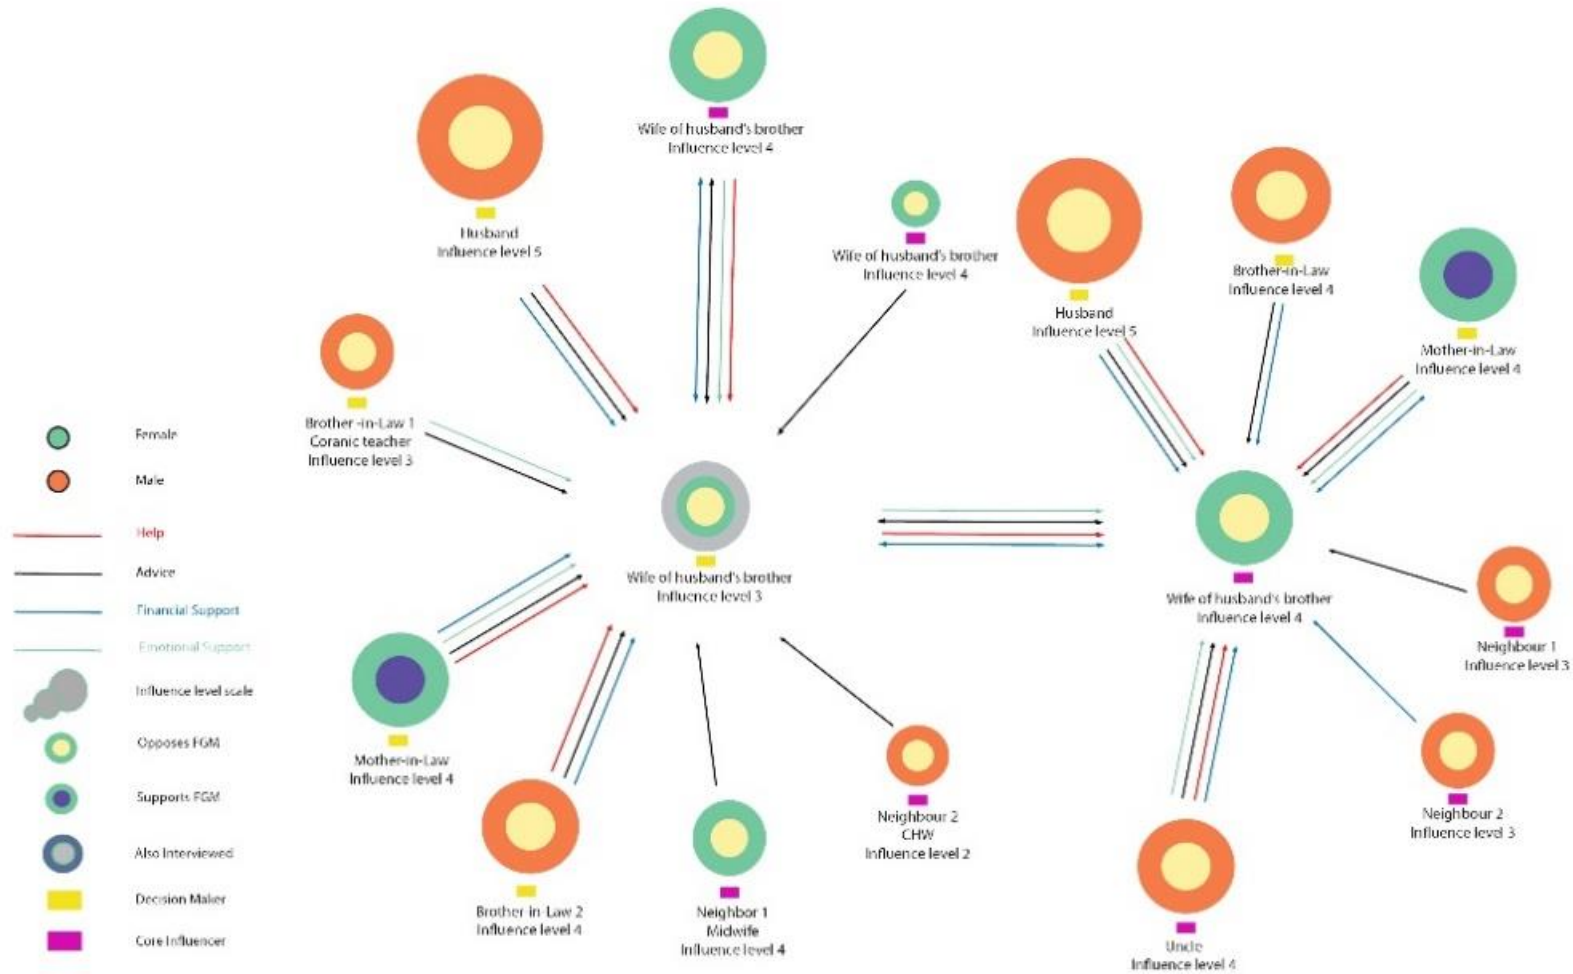 Wife of husband's brother
Influence level 4
Husband
Influence level 5
Wife of husband's brother
Influence level 4
Husband
Influence level 5
Brother-in-Law
Influence level 4
Mother-in-Law
Influence level 4
Brother -in-Law 1
Coranic teacher
Influence level 3
Female
Male
Help
Advice
Financial Support
Emotional Support
Influence level scale
Opposes FGM
Supports FGM
Also Interviewed
Decision Maker
Core Influencer
Wife of husband's brother
Influence level 3
Wife of husband's brother
Influence level 4
Neighbour 1
Influence level 3
Mother-in-Law
Influence level 4
Neighbour 2
CHW
Influence level 2
Neighbour 2
Influence level 3
Brother-in-Law 2
Influence level 4
Neighbor 1
Midwife
Influence level 4
Uncle
Influence level 4